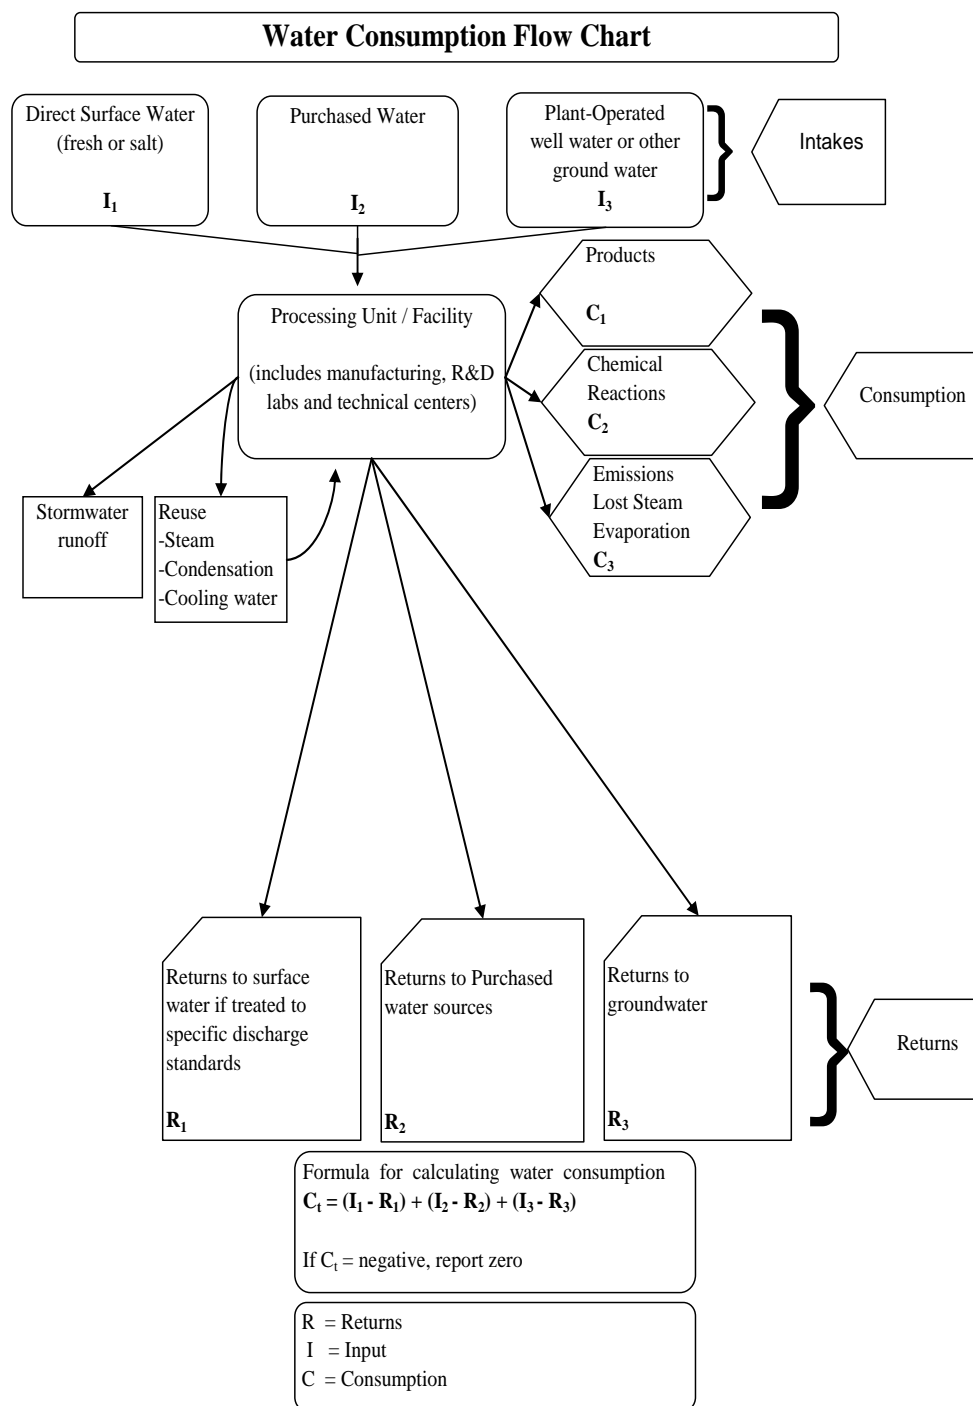 Water Consumption Flow Chart
Direct Surface Water
(fresh or salt)
I1
Purchased Water
I2
Plant-Operated
well water or other
ground water
I3
Intakes
Processing Unit / Facility
(includes manufacturing, R&D
labs and technical centers)
Products
C1
Chemical
Reactions
C2
Emissions
Lost Steam
Evaporation
C3
Consumption
Stormwater
runoff
Reuse
-Steam
-Condensation
-Cooling water
Returns to surface
water if treated to
specific discharge
standards
R1
Returns to Purchased
water sources
R2
Returns to
groundwater
R3
Returns
Formula for calculating water consumption
Ct = (I1 - R1) + (I2 - R2) + (I3 - R3)
If Ct = negative, report zero
R = Returns
I = Input
C = Consumption